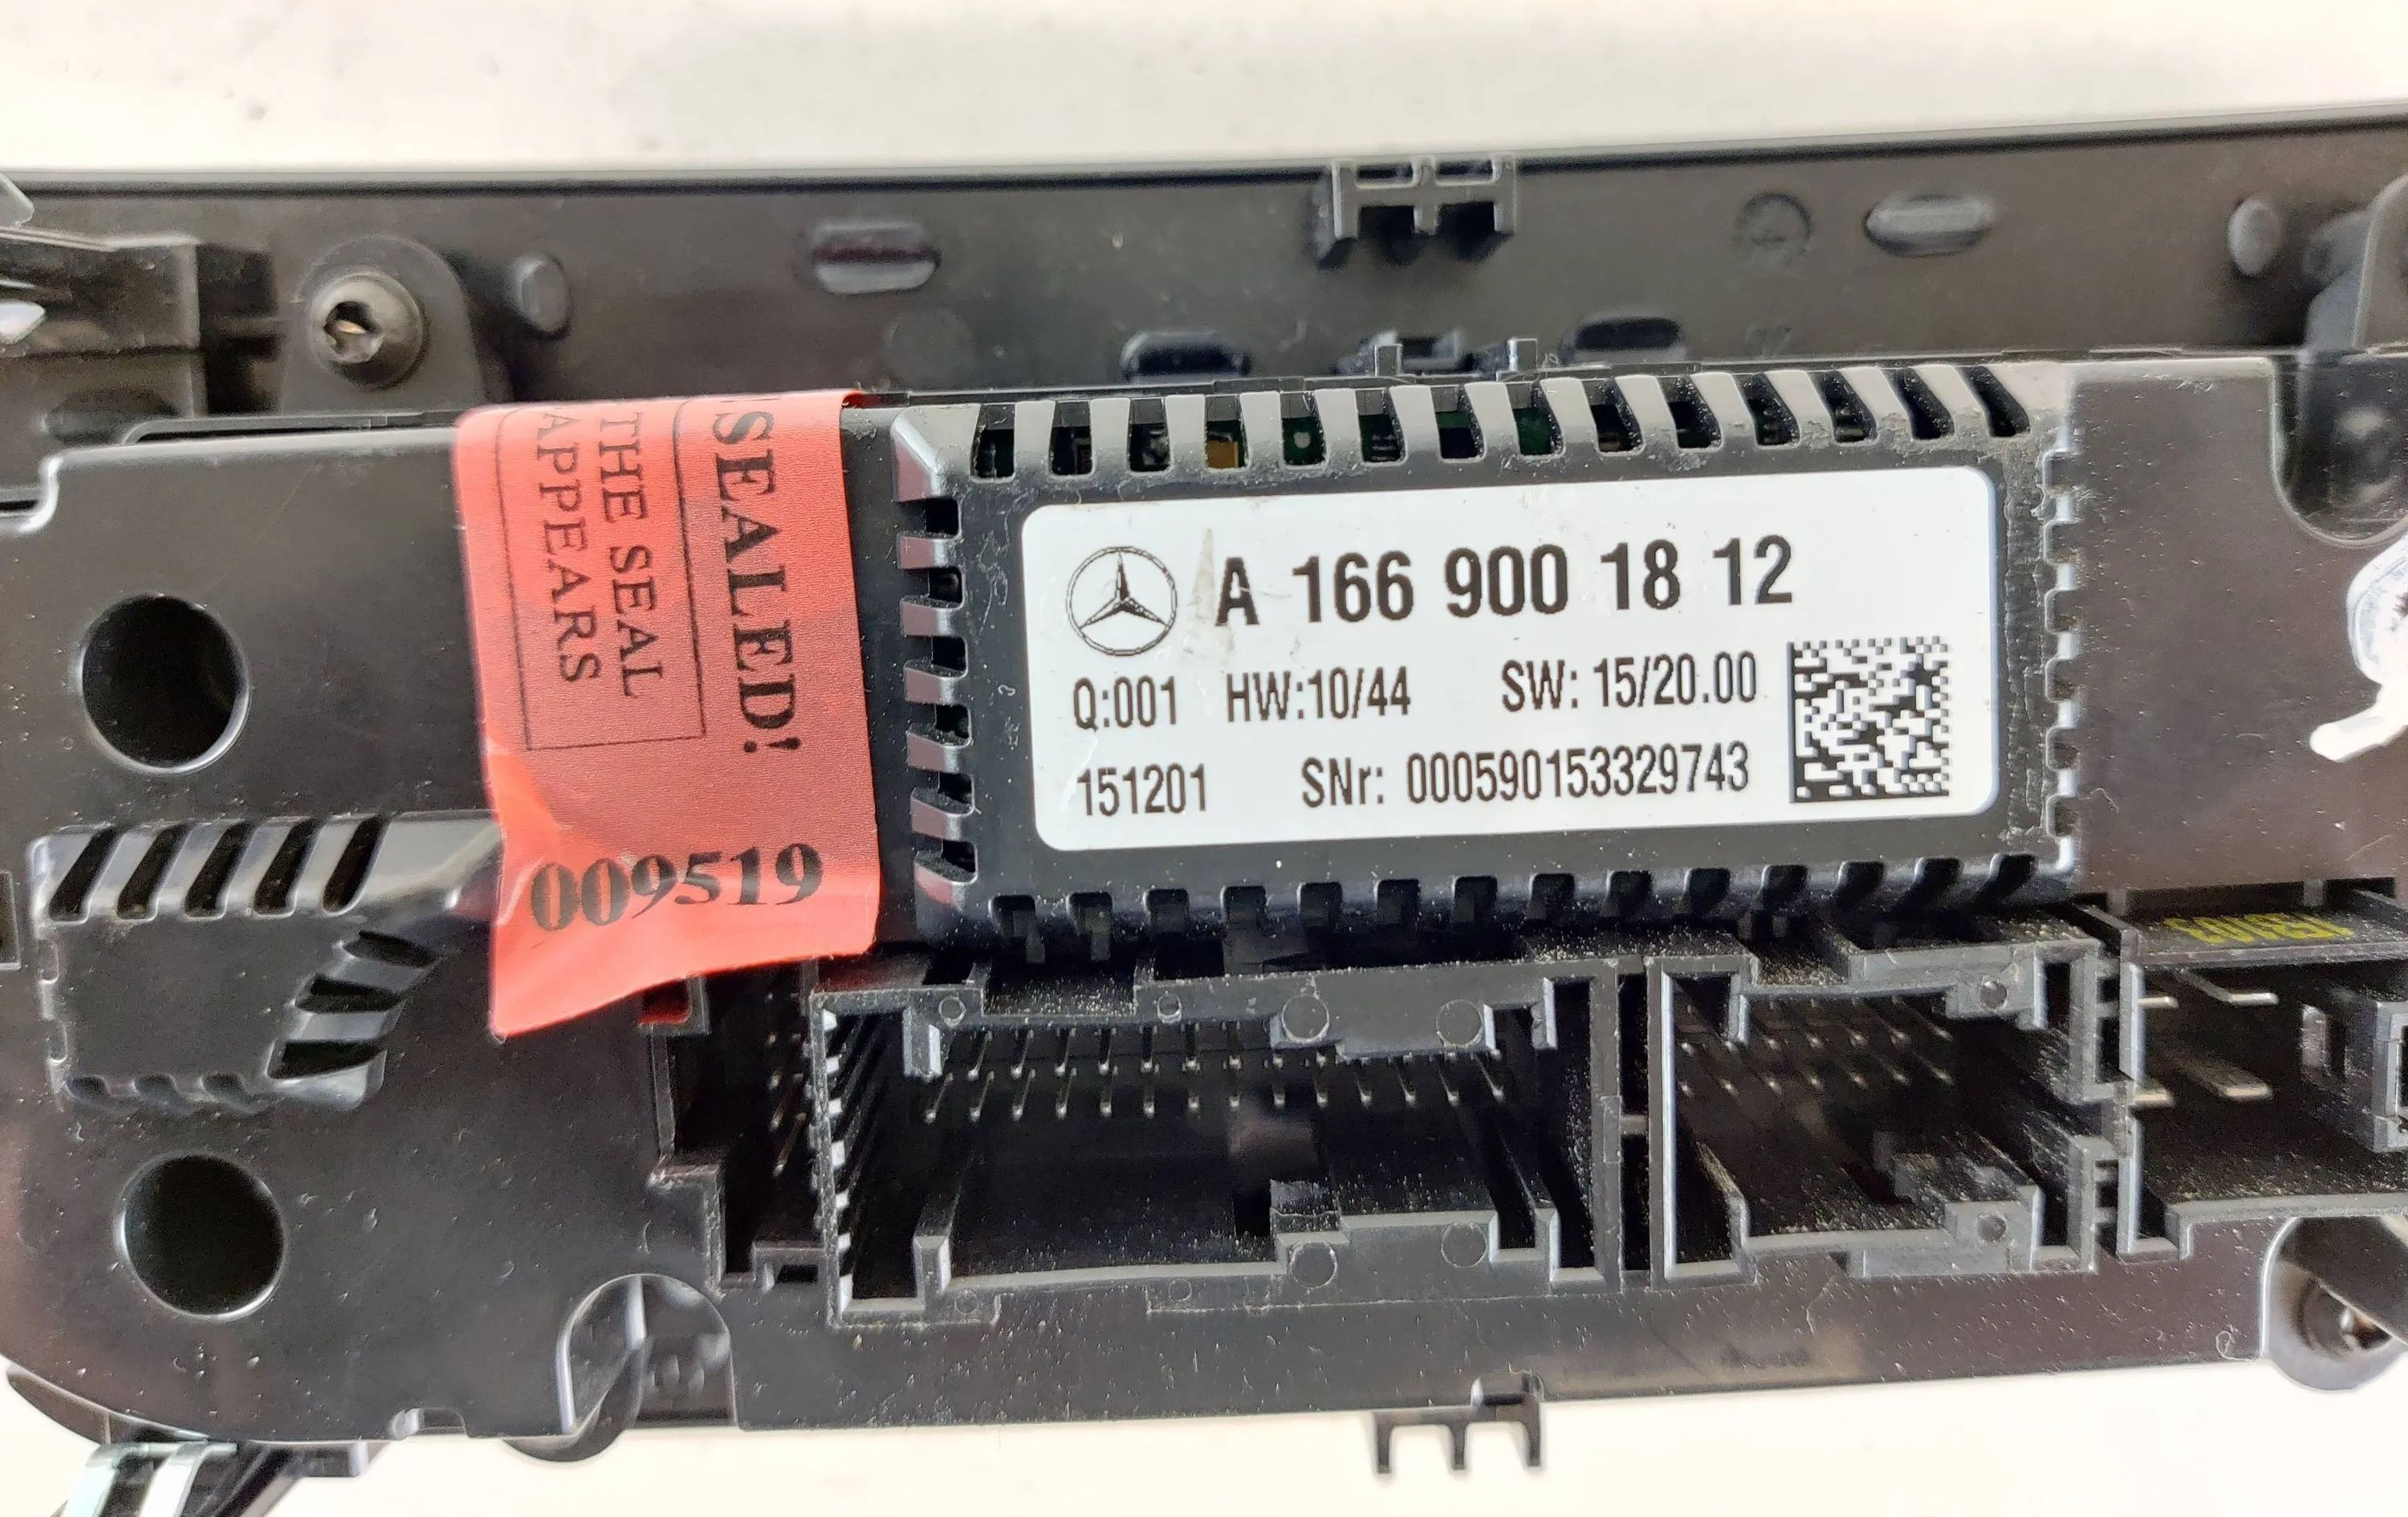 SEALED!
THE SEAL
APPEARS
009519
A 166 900 18 12
Q:001 HW:10/44 SW: 15/20.00
151201 SNr: 000590153329743